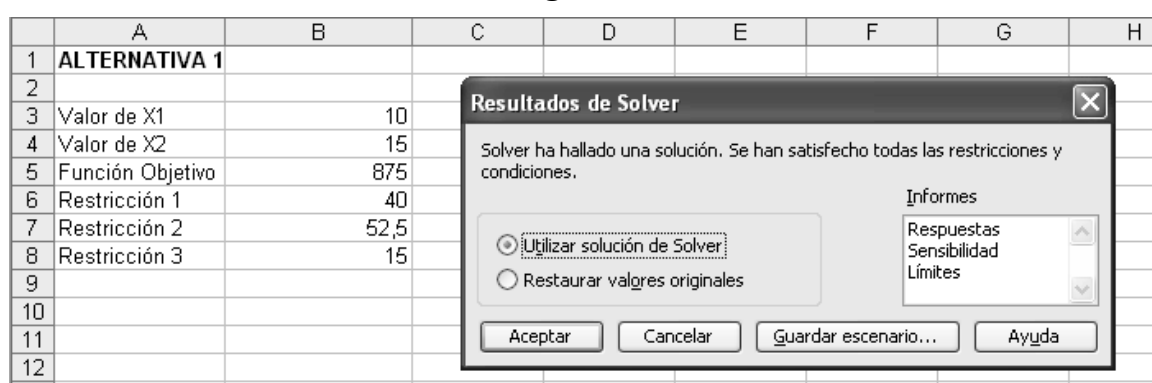 A B C D E F G H
1 ALTERNATIVA 1
2
3 Valor de X1 10
4 Valor de X2 15
5 Función Objetivo 875
6 Restricción 1 40
7 Restricción 2 52,5
8 Restricción 3 15
9
10
11
12
Resultados de Solver
Solver ha hallado una solución. Se han satisfecho todas las restricciones y
condiciones.
Informes
Utilizar solución de Solver
Restaurar valores originales
Respuestas
Sensibilidad
Límites
Aceptar Cancelar Guardar escenario... Ayuda